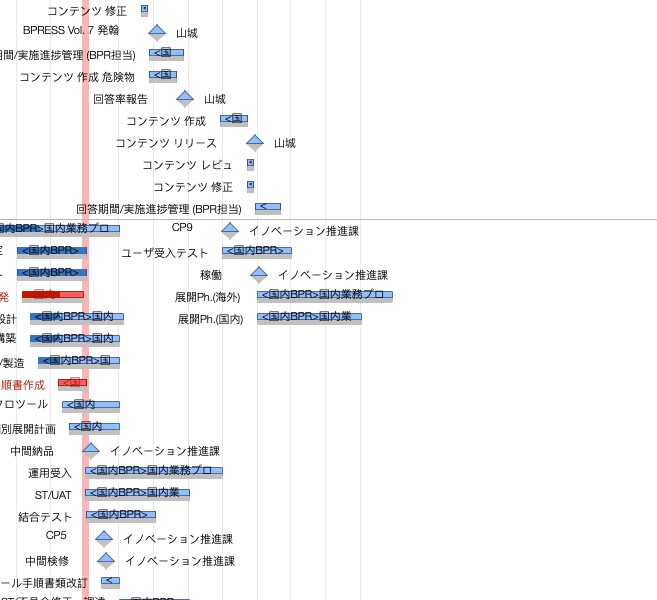 コンテンツ 修正
BPRESS Vol. 7 発翰 山城
期間/実施進捗管理 (BPR担当) <国
コンテンツ 作成 危険物 <国
回答率報告 山城
コンテンツ 作成 <国
コンテンツ リリース 山城
コンテンツ レビュ
コンテンツ 修正
回答期間/実施進捗管理 (BPR担当) <
国内BPR>国内業務プロ CP9 イノベーション推進課
<国内BPR> ユーザ受入テスト <国内BPR>
<国内BPR> 稼働 イノベーション推進課
発 展開Ph.(海外) <国内BPR>国内業務プロ
設計 <国内BPR>国内 展開Ph.(国内) <国内BPR>国内業
構築 <国内BPR>国内
/製造 <国内BPR>国
順書作成
フロツール <国内
別展開計画 <国内
中間納品 イノベーション推進課
運用受入 <国内BPR>国内業務プロ
ST/UAT <国内BPR>国内業
結合テスト <国内BPR>
CP5 イノベーション推進課
中間検修 イノベーション推進課
ール手順書類改訂 <